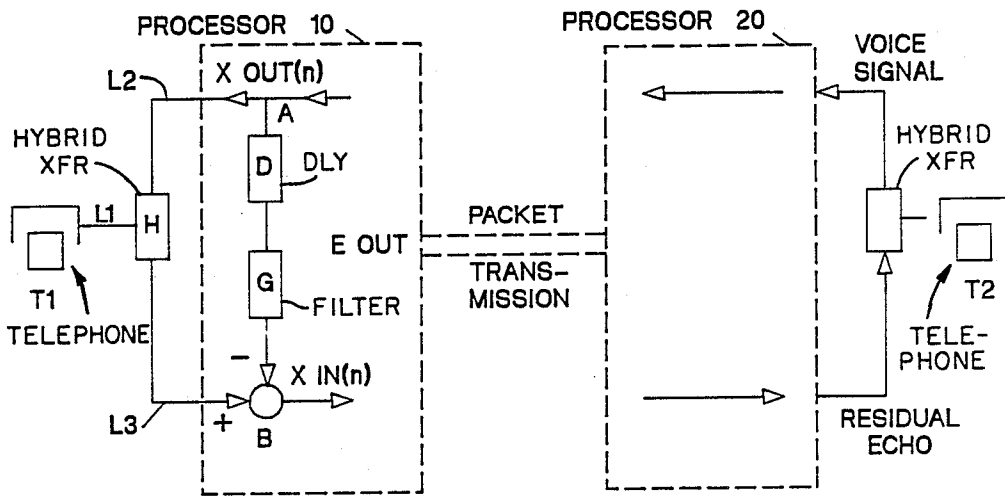 PROCESSOR 10
PROCESSOR 20
X OUT(n)
L2
A
VOICE
SIGNAL
HYBRID
XFR
D
DLY
HYBRID
XFR
L1
H
PACKET
E OUT
TRANS-
MISSION
G
FILTER
T1
TELEPHONE
T2
TELE-
PHONE
−
X IN(n)
L3
+
B
RESIDUAL
ECHO